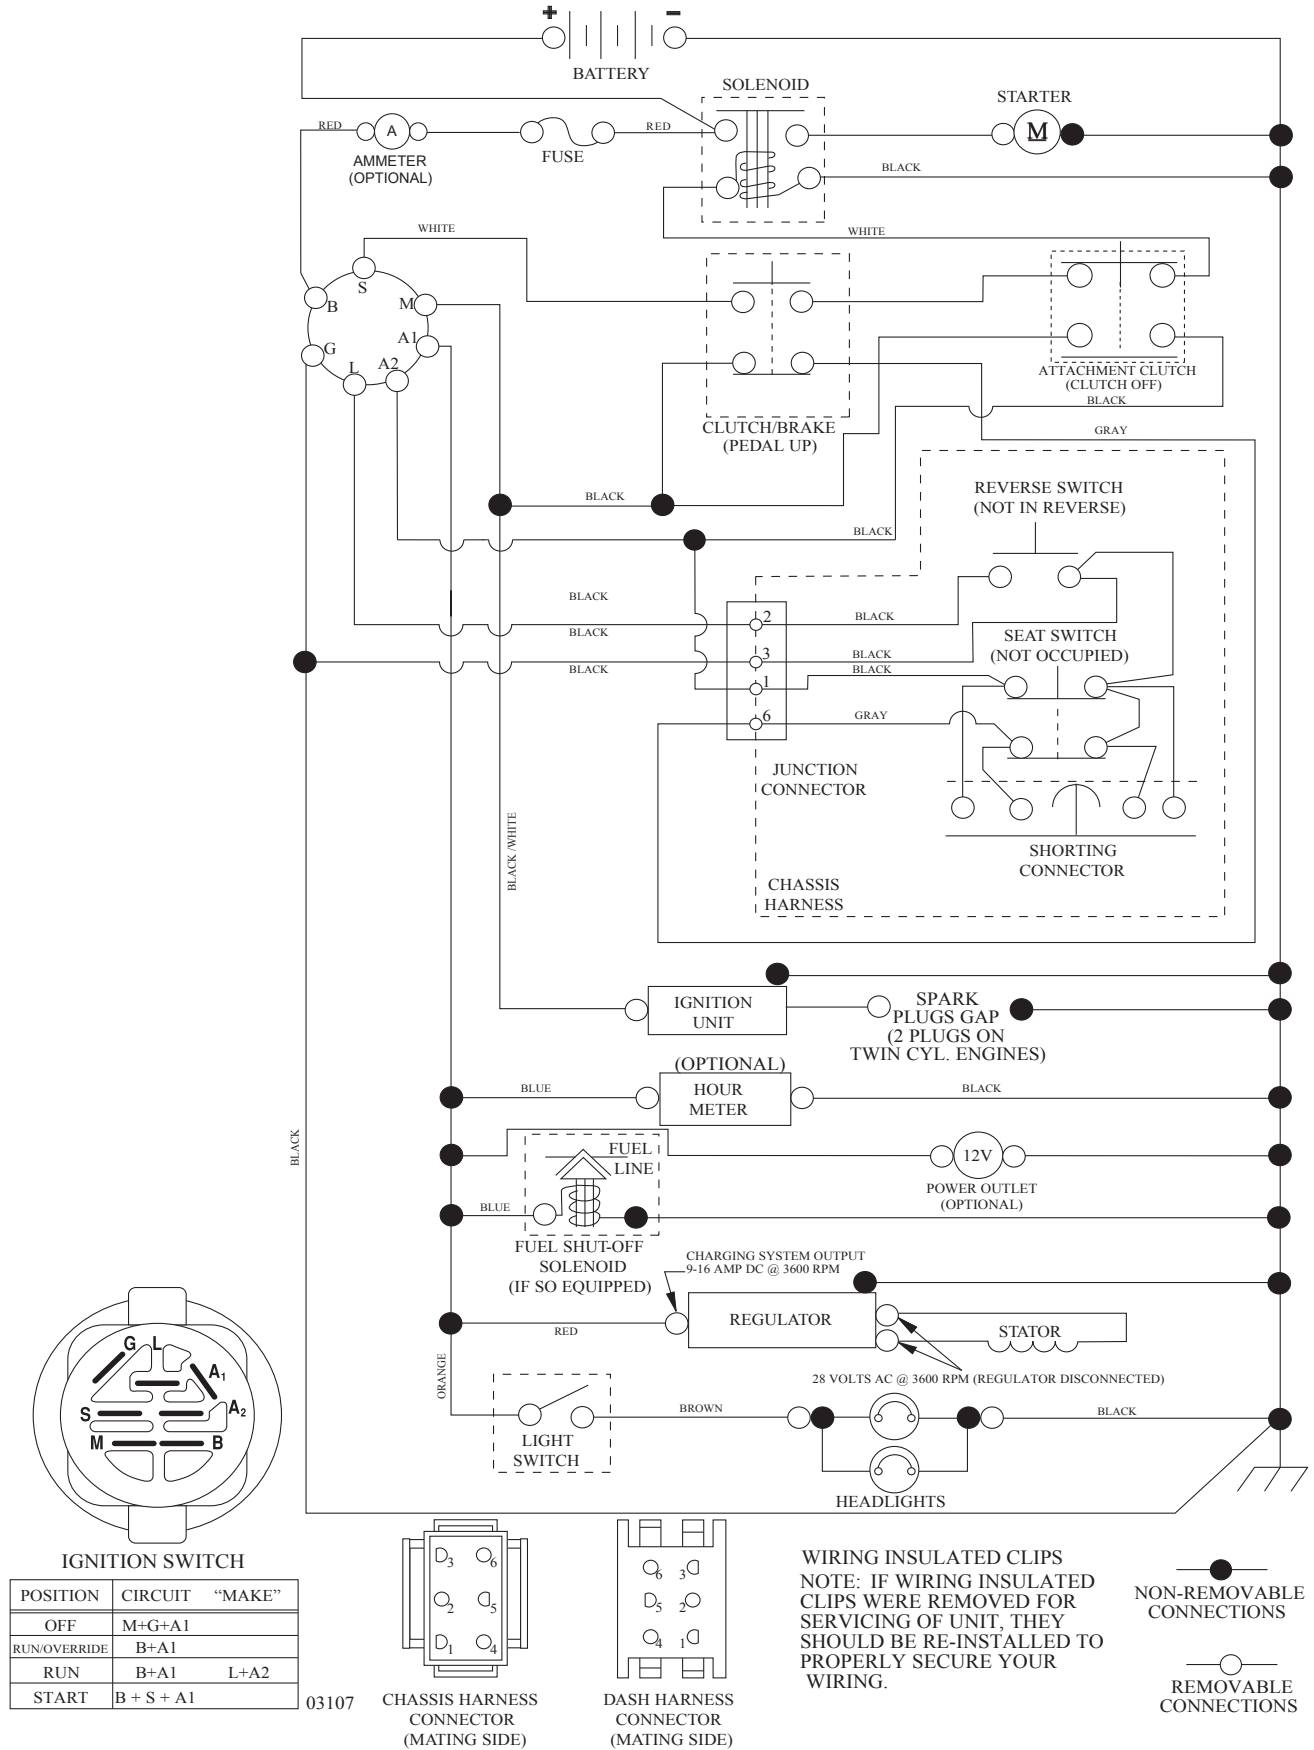 + −
BATTERY
SOLENOID
STARTER
RED
A
RED
M
AMMETER
(OPTIONAL)
FUSE
BLACK
WHITE
WHITE
S
B
M
A1
G
L
A2
ATTACHMENT CLUTCH
(CLUTCH OFF)
BLACK
CLUTCH/BRAKE
(PEDAL UP)
GRAY
REVERSE SWITCH
(NOT IN REVERSE)
BLACK
BLACK
BLACK
2
BLACK
BLACK
SEAT SWITCH
(NOT OCCUPIED)
3
BLACK
BLACK
1
BLACK
6
GRAY
JUNCTION
CONNECTOR
BLACK /WHITE
SHORTING
CONNECTOR
CHASSIS
HARNESS
IGNITION
UNIT
SPARK
PLUGS GAP
(2 PLUGS ON
TWIN CYL. ENGINES)
(OPTIONAL)
BLUE
HOUR
METER
BLACK
BLACK
FUEL
LINE
12V
POWER OUTLET
(OPTIONAL)
BLUE
FUEL SHUT-OFF
SOLENOID
(IF SO EQUIPPED)
CHARGING SYSTEM OUTPUT
9-16 AMP DC @ 3600 RPM
REGULATOR
RED
STATOR
ORANGE
28 VOLTS AC @ 3600 RPM (REGULATOR DISCONNECTED)
BROWN
BLACK
LIGHT
SWITCH
HEADLIGHTS
G L
A1
S
A2
M
B
IGNITION SWITCH
POSITION CIRCUIT “MAKE”
OFF M+G+A1
RUN/OVERRIDE B+A1
RUN B+A1 L+A2
START B + S + A1
03107
3 6
2 5
1 4
CHASSIS HARNESS
CONNECTOR
(MATING SIDE)
6 3
5 2
4 1
DASH HARNESS
CONNECTOR
(MATING SIDE)
WIRING INSULATED CLIPS
NOTE: IF WIRING INSULATED
CLIPS WERE REMOVED FOR
SERVICING OF UNIT, THEY
SHOULD BE RE-INSTALLED TO
PROPERLY SECURE YOUR
WIRING.
NON-REMOVABLE
CONNECTIONS
REMOVABLE
CONNECTIONS